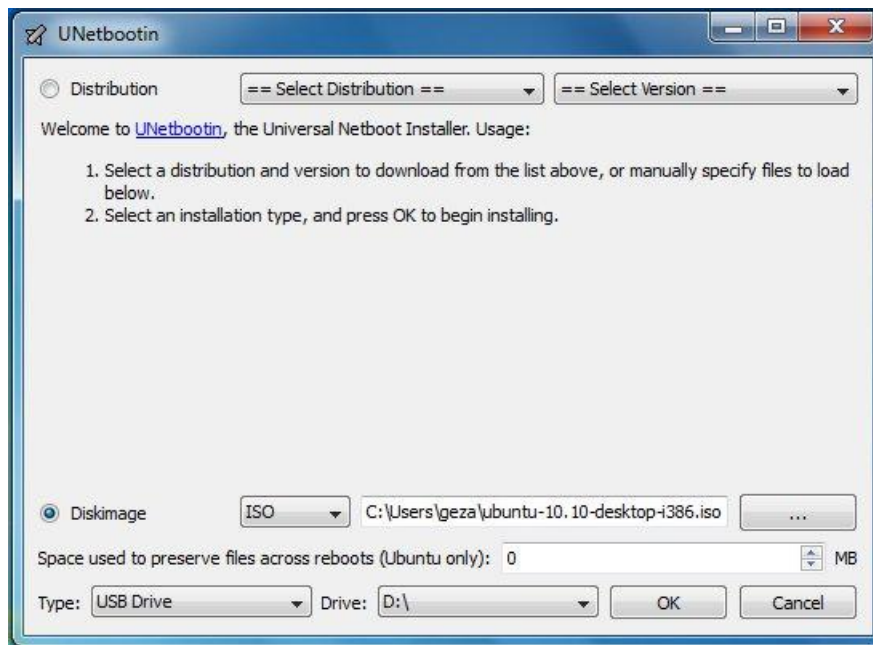 UNetbootin
Distribution == Select Distribution == == Select Version ==
Welcome to UNetbootin, the Universal Netboot Installer. Usage:
1. Select a distribution and version to download from the list above, or manually specify files to load
below.
2. Select an installation type, and press OK to begin installing.
Diskimage ISO C:\Users\geza\ubuntu-10.10-desktop-i386.iso ...
Space used to preserve files across reboots (Ubuntu only): 0 MB
Type: USB Drive Drive: D:\ OK Cancel